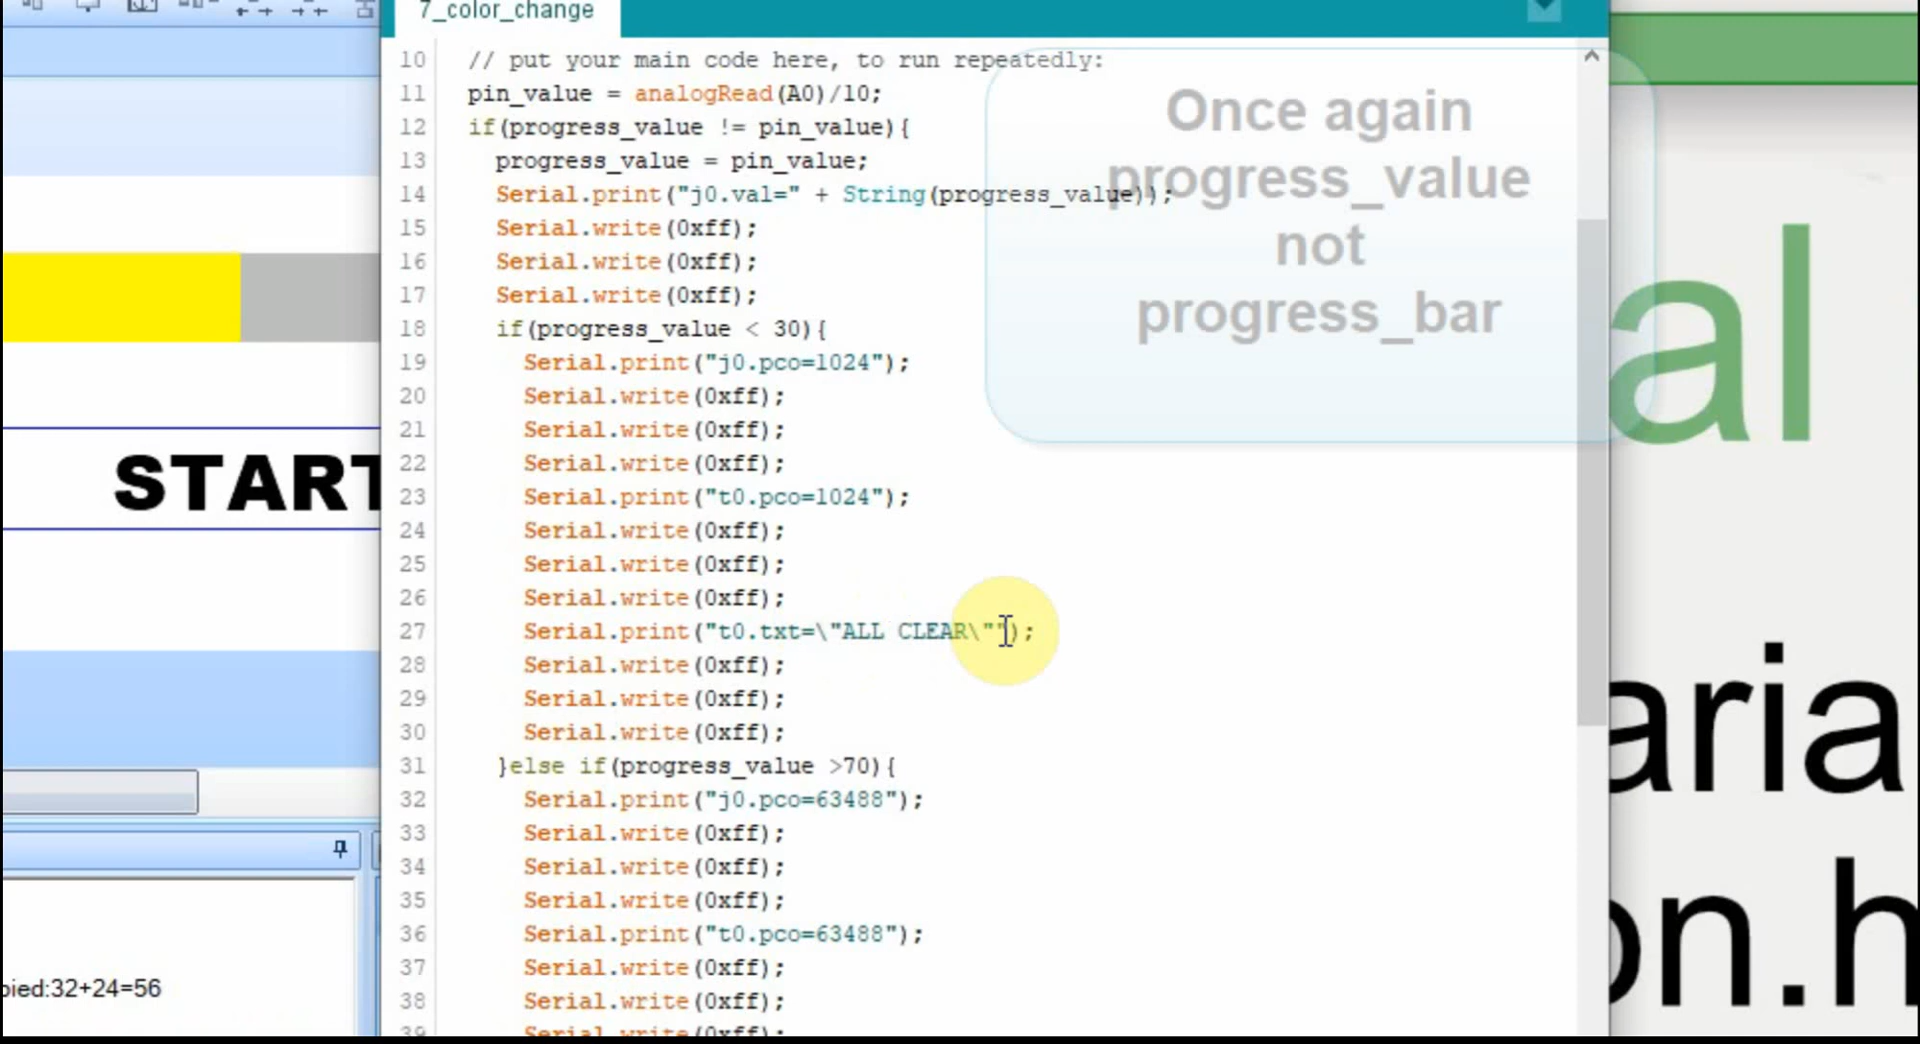 7_color_change
10 // put your main code here, to run repeatedly:
11 pin_value = analogRead(A0)/10;
12 if(progress_value != pin_value){
13 progress_value = pin_value;
14 Serial.print("j0.val=" + String(progress_value));
15 Serial.write(0xff);
16 Serial.write(0xff);
17 Serial.write(0xff);
18 if(progress_value < 30){
19 Serial.print("j0.pco=1024");
20 Serial.write(0xff);
21 Serial.write(0xff);
22 Serial.write(0xff);
23 Serial.print("t0.pco=1024");
24 Serial.write(0xff);
25 Serial.write(0xff);
26 Serial.write(0xff);
27 Serial.print("t0.txt=\"ALL CLEAR\"");
28 Serial.write(0xff);
29 Serial.write(0xff);
30 Serial.write(0xff);
31 }else if(progress_value >70){
32 Serial.print("j0.pco=63488");
33 Serial.write(0xff);
34 Serial.write(0xff);
35 Serial.write(0xff);
36 Serial.print("t0.pco=63488");
37 Serial.write(0xff);
38 Serial.write(0xff);
39 Serial.write(0xff);
Once again
progress_value
not
progress_bar
START
pied:32+24=56
al
aria
on.h